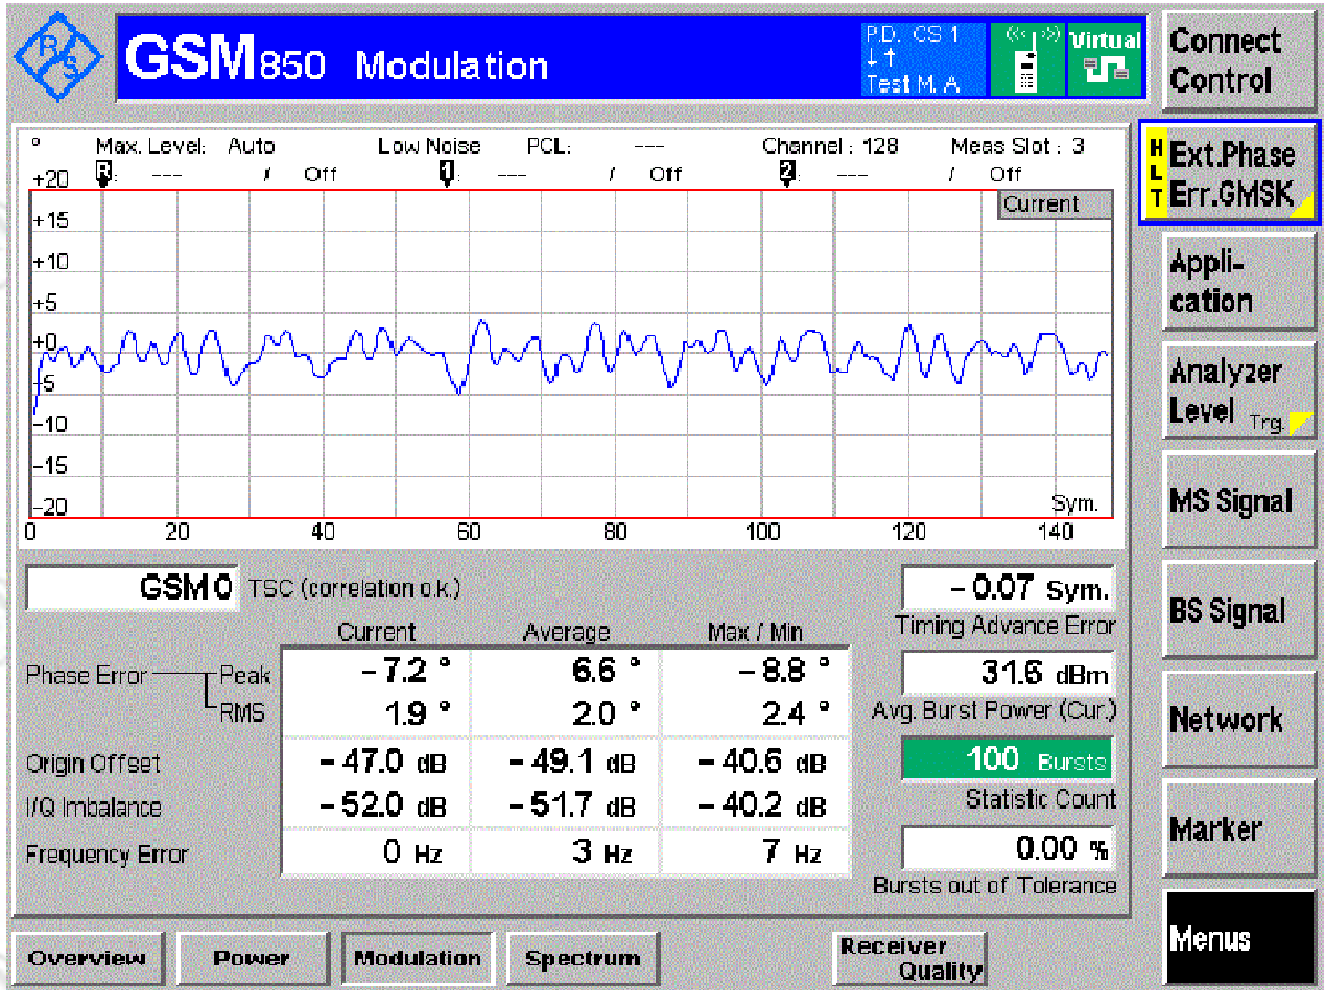 R/S
GSM850 Modulation
P.D. CS 1
↓↑
Test M. A.
Virtual
Connect
Control
° Max. Level: Auto Low Noise PCL: --- Channel : 128 Meas Slot : 3
R: --- / Off 1: --- / Off 2: --- / Off
Current
+20
+15
+10
+5
+0
-5
-10
-15
-20
Sym.
0 20 40 60 80 100 120 140
GSM 0 TSC (correlation o.k.)
-0.07 Sym.
Timing Advance Error
Current Average Max / Min
Phase Error Peak -7.2 ° 6.6 ° -8.8 °
RMS 1.9 ° 2.0 ° 2.4 °
31.6 dBm
Avg. Burst Power (Cur.)
Origin Offset -47.0 dB -49.1 dB -40.6 dB
100 Bursts
Statistic Count
I/Q Imbalance -52.0 dB -51.7 dB -40.2 dB
Frequency Error 0 Hz 3 Hz 7 Hz
0.00 %
Bursts out of Tolerance
HLT
Ext.Phase
Err.GMSK
Appli-
cation
Analyzer
Level Trg.
MS Signal
BS Signal
Network
Marker
Menus
Overview Power Modulation Spectrum Receiver
Quality